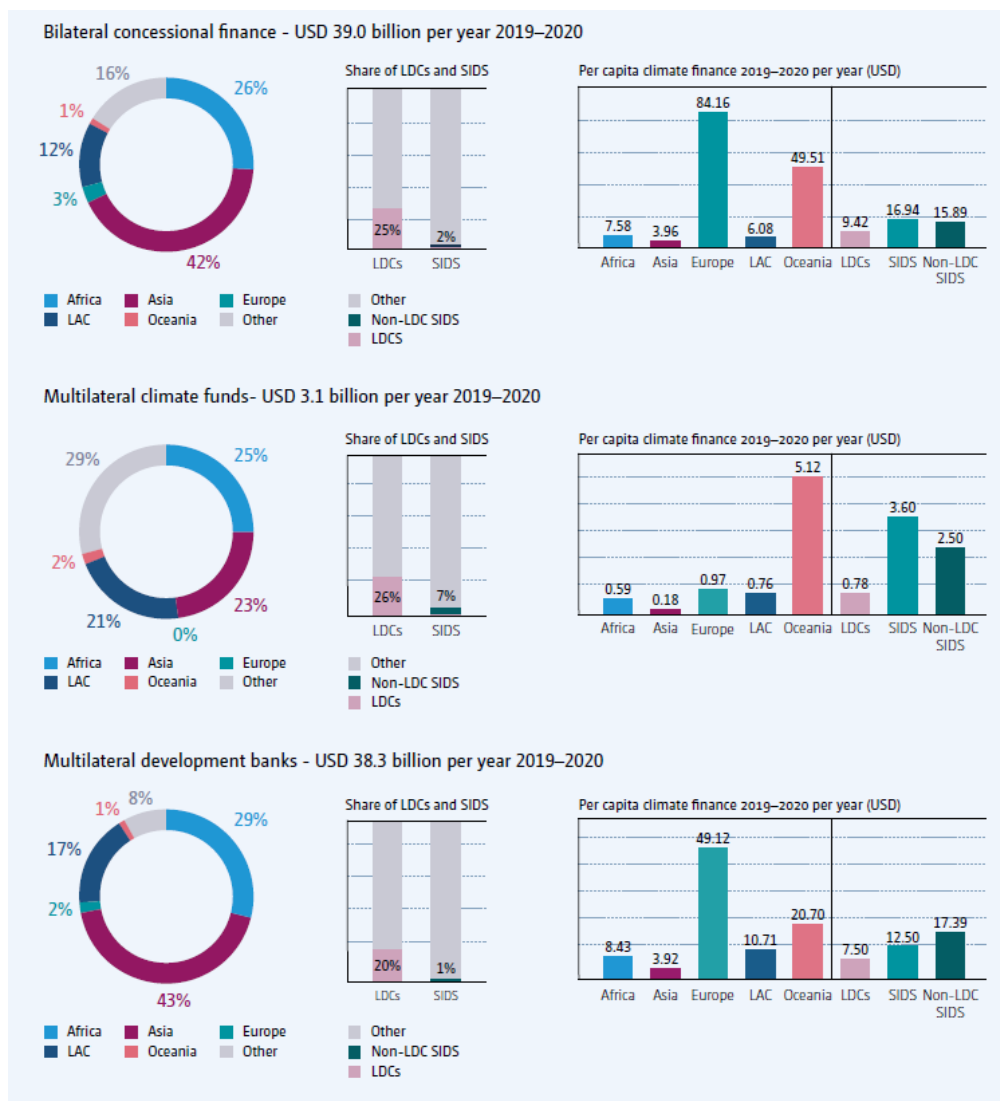 Bilateral concessional finance - USD 39.0 billion per year 2019–2020
16%
26%
1%
12%
3%
42%
Africa Asia Europe
LAC Oceania Other
Share of LDCs and SIDS
25% 2%
LDCs SIDS
Other
Non-LDC SIDS
LDCS
Per capita climate finance 2019–2020 per year (USD)
7.58 3.96 84.16 6.08 49.51 9.42 16.94 15.89
Africa Asia Europe LAC Oceania LDCs SIDS Non-LDC
SIDS
Multilateral climate funds- USD 3.1 billion per year 2019–2020
29%
25%
2%
21%
0%
23%
Africa Asia Europe
LAC Oceania Other
Share of LDCs and SIDS
26% 7%
LDCs SIDS
Other
Non-LDC SIDS
LDCs
Per capita climate finance 2019–2020 per year (USD)
0.59 0.18 0.97 0.76 5.12 0.78 3.60 2.50
Africa Asia Europe LAC Oceania LDCs SIDS Non-LDC
SIDS
Multilateral development banks - USD 38.3 billion per year 2019–2020
8%
1%
29%
17%
2%
43%
Africa Asia Europe
LAC Oceania Other
Share of LDCs and SIDS
20% 1%
LDCs SIDS
Other
Non-LDC SIDS
LDCs
Per capita climate finance 2019–2020 per year (USD)
8.43 3.92 49.12 10.71 20.70 7.50 12.50 17.39
Africa Asia Europe LAC Oceania LDCs SIDS Non-LDC
SIDS